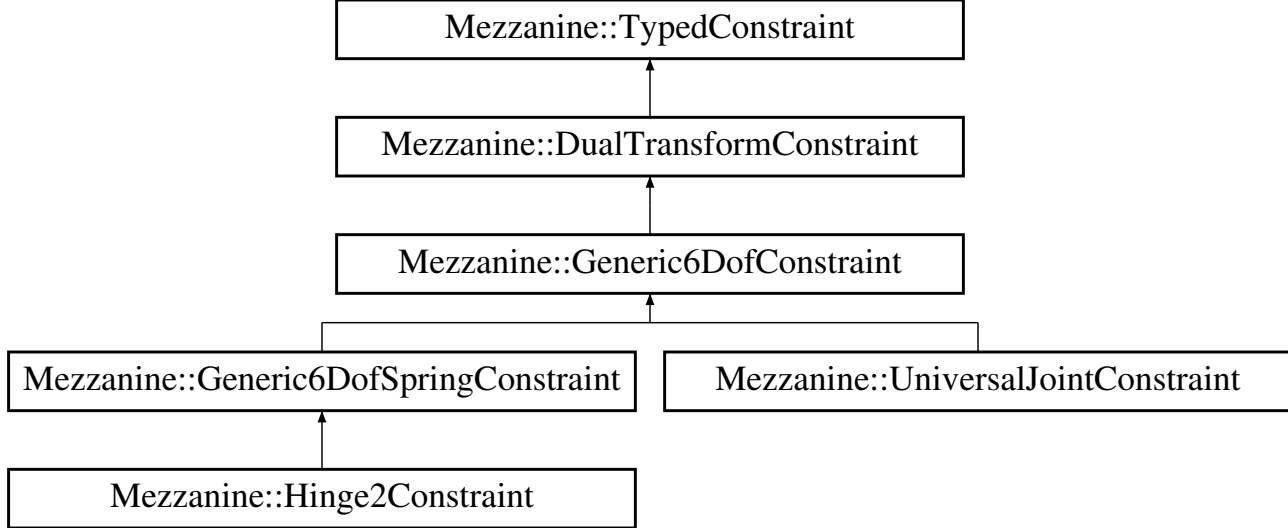 Mezzanine::TypedConstraint
Mezzanine::DualTransformConstraint
Mezzanine::Generic6DofConstraint
Mezzanine::Generic6DofSpringConstraint
Mezzanine::UniversalJointConstraint
Mezzanine::Hinge2Constraint